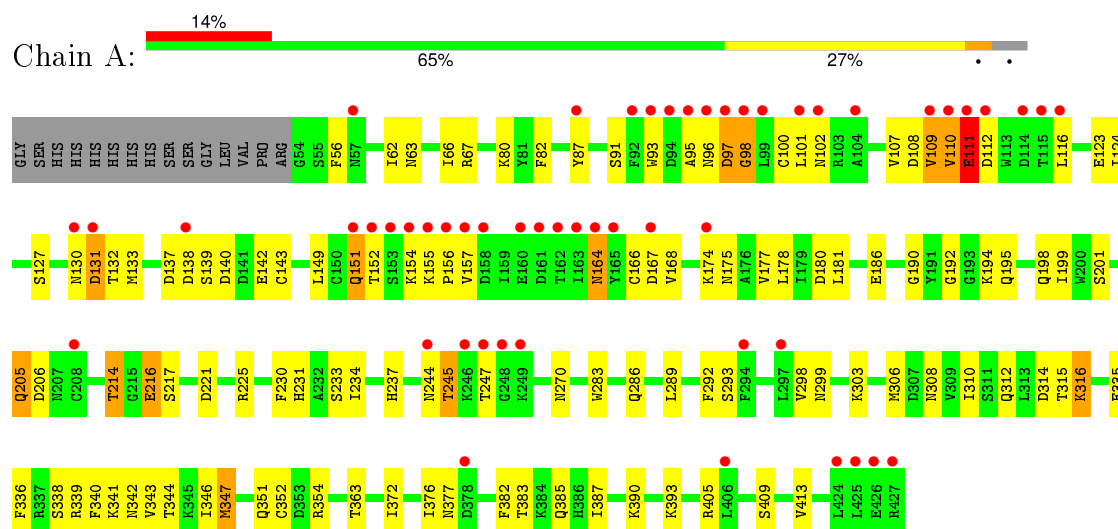 14%
Chain A: 65% 27% • •
GLY SER HIS HIS HIS HIS HIS HIS SER SER GLY LEU VAL PRO ARG G54 S55 F56 N57 I62 N63 I66 R67 K80 Y81 F82 Y87 S91 F92 W93 D94 A95 N96 D97 G98 L99 G100 L101 N102 R103 A104 V107 D108 V109 V110 E111 D112 W113 D114 T115 L116 E123
S127 N130 D131 T132 M133 D137 D138 S139 D140 D141 E142 C143 L149 C150 Q151 T152 S153 K154 K155 P156 V157 D158 I159 E160 D161 T162 I163 N164 Y165 C166 D167 V168 K174 N175 A176 V177 L178 I179 D180 L181 E186 G190 Y191 G192 G193 K194 Q195 Q198 I199 W200 S201
Q205 D206 N207 C208 T214 G215 E216 S217 D221 R225 F230 H231 A232 S233 I234 H237 N244 T245 K246 T247 G248 K249 N270 W283 Q286 L289 F292 S293 F294 L297 V298 N299 K303 M306 D307 N308 V309 I310 S311 Q312 L313 D314 T315 K316
F336 R337 S338 R339 F340 K341 N342 V343 T344 K345 I346 M347 Q351 C352 D353 R354 T363 I372 I376 N377 D378 F382 T383 K384 Q385 H386 I387 K390 K393 R405 L406 S409 V413 L424 L425 E426 R427